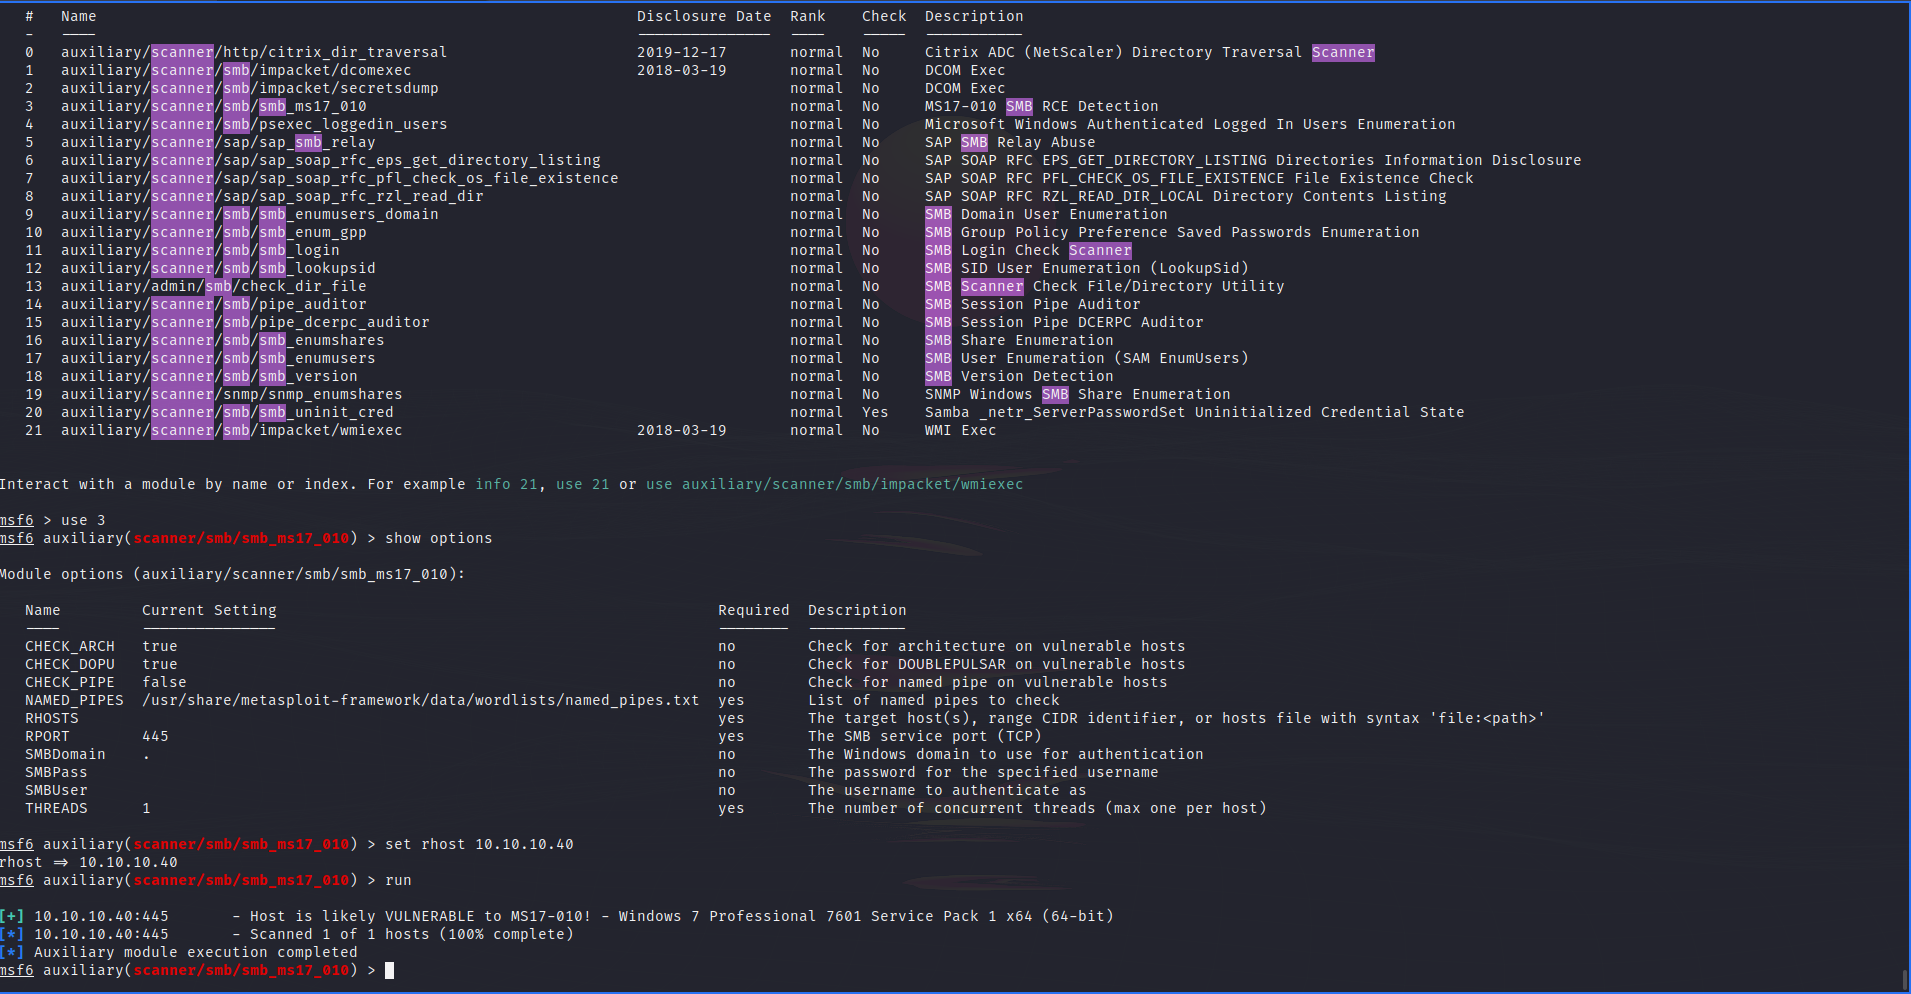 #   Name                                                            Disclosure Date  Rank    Check  Description
-   ----                                                            ---------------  ----    -----  -----------
0   auxiliary/scanner/http/citrix_dir_traversal                     2019-12-17       normal  No     Citrix ADC (NetScaler) Directory Traversal Scanner
1   auxiliary/scanner/smb/impacket/dcomexec                         2018-03-19       normal  No     DCOM Exec
2   auxiliary/scanner/smb/impacket/secretsdump                                       normal  No     DCOM Exec
3   auxiliary/scanner/smb/smb_ms17_010                                               normal  No     MS17-010 SMB RCE Detection
4   auxiliary/scanner/smb/psexec_loggedin_users                                      normal  No     Microsoft Windows Authenticated Logged In Users Enumeration
5   auxiliary/scanner/sap/sap_smb_relay                                              normal  No     SAP SMB Relay Abuse
6   auxiliary/scanner/sap/sap_soap_rfc_eps_get_directory_listing                     normal  No     SAP SOAP RFC EPS_GET_DIRECTORY_LISTING Directories Information Disclosure
7   auxiliary/scanner/sap/sap_soap_rfc_pfl_check_os_file_existence                   normal  No     SAP SOAP RFC PFL_CHECK_OS_FILE_EXISTENCE File Existence Check
8   auxiliary/scanner/sap/sap_soap_rfc_rzl_read_dir                                  normal  No     SAP SOAP RFC RZL_READ_DIR_LOCAL Directory Contents Listing
9   auxiliary/scanner/smb/smb_enumusers_domain                                       normal  No     SMB Domain User Enumeration
10  auxiliary/scanner/smb/smb_enum_gpp                                               normal  No     SMB Group Policy Preference Saved Passwords Enumeration
11  auxiliary/scanner/smb/smb_login                                                  normal  No     SMB Login Check Scanner
12  auxiliary/scanner/smb/smb_lookupsid                                              normal  No     SMB SID User Enumeration (LookupSid)
13  auxiliary/admin/smb/check_dir_file                                               normal  No     SMB Scanner Check File/Directory Utility
14  auxiliary/scanner/smb/pipe_auditor                                               normal  No     SMB Session Pipe Auditor
15  auxiliary/scanner/smb/pipe_dcerpc_auditor                                        normal  No     SMB Session Pipe DCERPC Auditor
16  auxiliary/scanner/smb/smb_enumshares                                             normal  No     SMB Share Enumeration
17  auxiliary/scanner/smb/smb_enumusers                                              normal  No     SMB User Enumeration (SAM EnumUsers)
18  auxiliary/scanner/smb/smb_version                                                normal  No     SMB Version Detection
19  auxiliary/scanner/snmp/snmp_enumshares                                           normal  No     SNMP Windows SMB Share Enumeration
20  auxiliary/scanner/smb/smb_uninit_cred                                            normal  Yes    Samba _netr_ServerPasswordSet Uninitialized Credential State
21  auxiliary/scanner/smb/impacket/wmiexec                          2018-03-19       normal  No     WMI Exec
Interact with a module by name or index. For example info 21, use 21 or use auxiliary/scanner/smb/impacket/wmiexec
msf6 > use 3
msf6 auxiliary(scanner/smb/smb_ms17_010) > show options
Module options (auxiliary/scanner/smb/smb_ms17_010):
Name         Current Setting                                                 Required  Description
----         ---------------                                                 --------  -----------
CHECK_ARCH   true                                                            no        Check for architecture on vulnerable hosts
CHECK_DOPU   true                                                            no        Check for DOUBLEPULSAR on vulnerable hosts
CHECK_PIPE   false                                                           no        Check for named pipe on vulnerable hosts
NAMED_PIPES  /usr/share/metasploit-framework/data/wordlists/named_pipes.txt  yes       List of named pipes to check
RHOSTS                                                                       yes       The target host(s), range CIDR identifier, or hosts file with syntax 'file:<path>'
RPORT        445                                                             yes       The SMB service port (TCP)
SMBDomain    .                                                               no        The Windows domain to use for authentication
SMBPass                                                                      no        The password for the specified username
SMBUser                                                                      no        The username to authenticate as
THREADS      1                                                               yes       The number of concurrent threads (max one per host)
msf6 auxiliary(scanner/smb/smb_ms17_010) > set rhost 10.10.10.40
rhost => 10.10.10.40
msf6 auxiliary(scanner/smb/smb_ms17_010) > run
[+] 10.10.10.40:445       - Host is likely VULNERABLE to MS17-010! - Windows 7 Professional 7601 Service Pack 1 x64 (64-bit)
[*] 10.10.10.40:445       - Scanned 1 of 1 hosts (100% complete)
[*] Auxiliary module execution completed
msf6 auxiliary(scanner/smb/smb_ms17_010) >